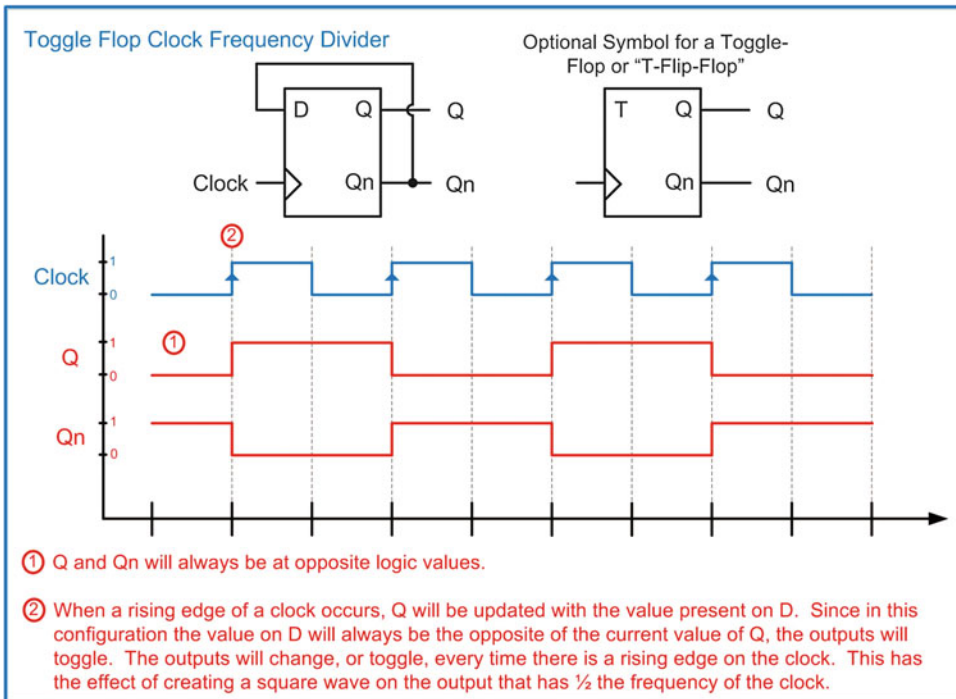 Toggle Flop Clock Frequency Divider
Optional Symbol for a Toggle-
Flop or “T-Flip-Flop”
D Q Q
Clock Qn Qn
T Q Q
Qn Qn
2
Clock 1
0
1
Q 1
0
Qn 1
0
1 Q and Qn will always be at opposite logic values.
2 When a rising edge of a clock occurs, Q will be updated with the value present on D. Since in this
configuration the value on D will always be the opposite of the current value of Q, the outputs will
toggle. The outputs will change, or toggle, every time there is a rising edge on the clock. This has
the effect of creating a square wave on the output that has ½ the frequency of the clock.